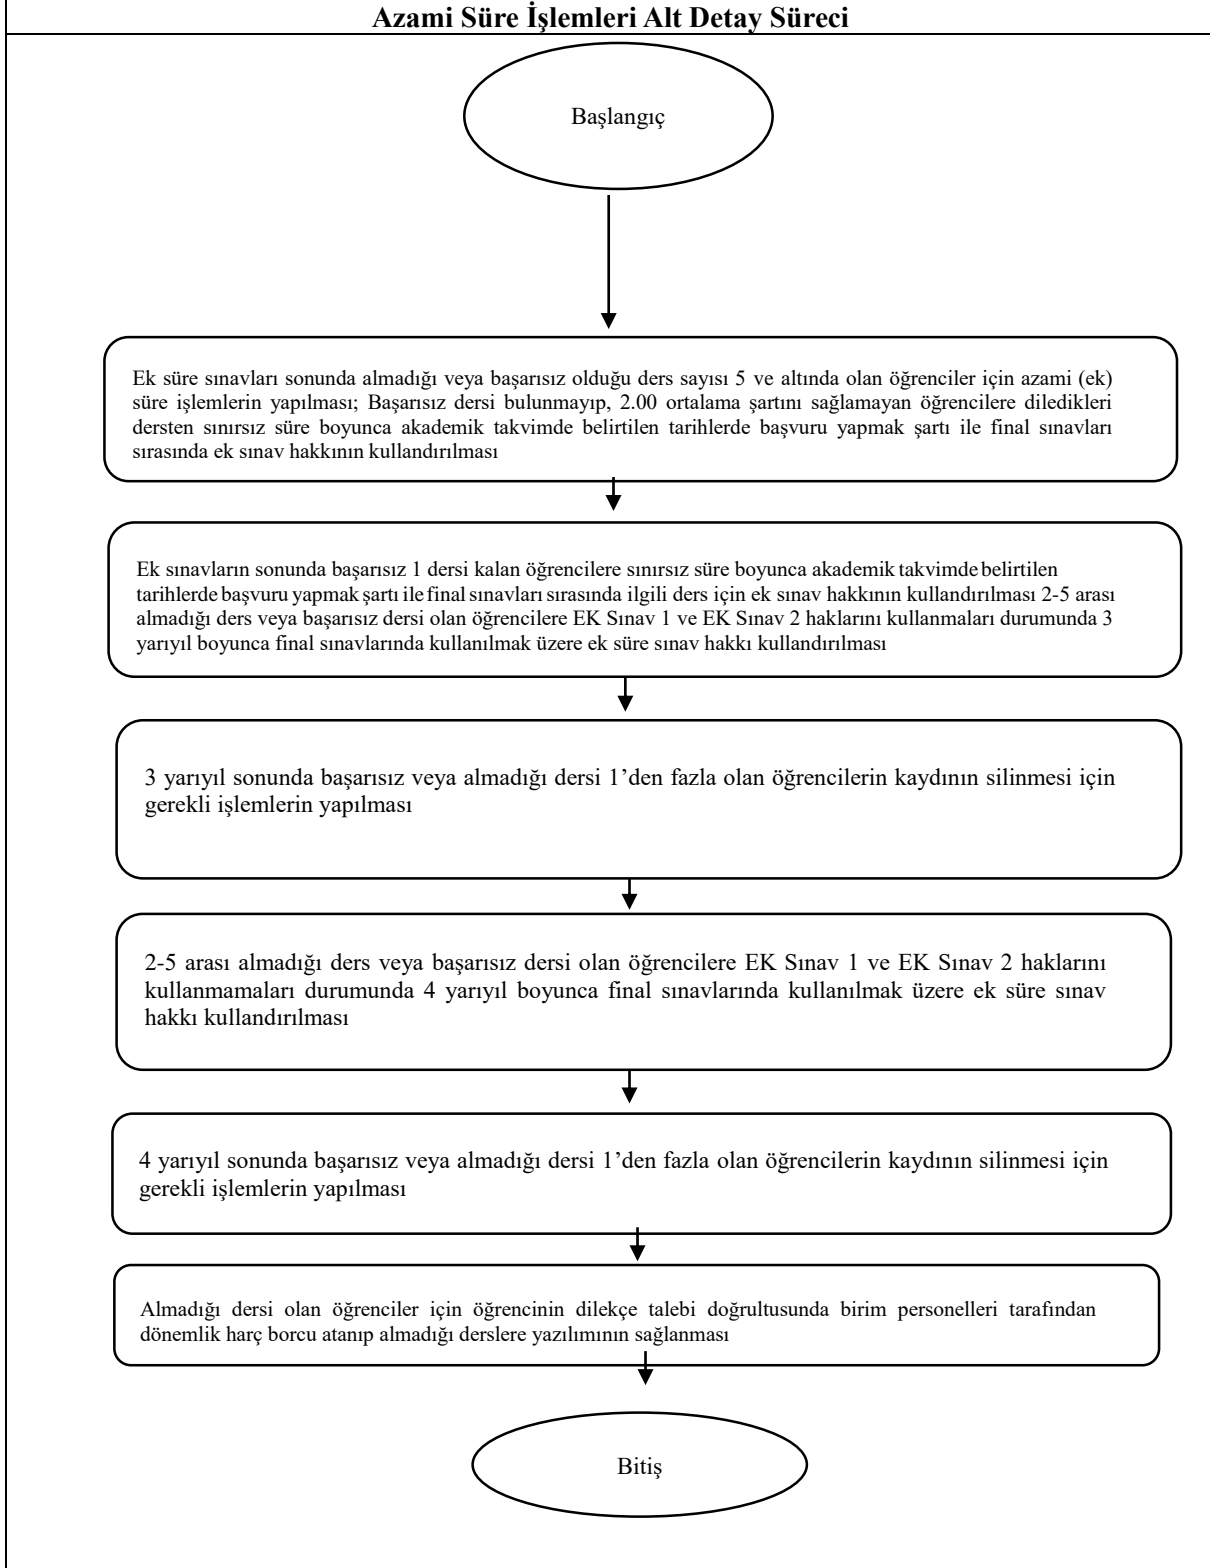 Azami Süre İşlemleri Alt Detay Süreci
Başlangıç
Ek süre sınavları sonunda almadığı veya başarısız olduğu ders sayısı 5 ve altında olan öğrenciler için azami (ek)
süre işlemlerin yapılması; Başarısız dersi bulunmayıp, 2.00 ortalama şartını sağlamayan öğrencilere diledikleri
dersten sınırsız süre boyunca akademik takvimde belirtilen tarihlerde başvuru yapmak şartı ile final sınavları
sırasında ek sınav hakkının kullandırılması
Ek sınavların sonunda başarısız 1 dersi kalan öğrencilere sınırsız süre boyunca akademik takvimde belirtilen
tarihlerde başvuru yapmak şartı ile final sınavları sırasında ilgili ders için ek sınav hakkının kullandırılması 2-5 arası
almadığı ders veya başarısız dersi olan öğrencilere EK Sınav 1 ve EK Sınav 2 haklarını kullanmaları durumunda 3
yarıyıl boyunca final sınavlarında kullanılmak üzere ek süre sınav hakkı kullandırılması
3 yarıyıl sonunda başarısız veya almadığı dersi 1’den fazla olan öğrencilerin kaydının silinmesi için
gerekli işlemlerin yapılması
2-5 arası almadığı ders veya başarısız dersi olan öğrencilere EK Sınav 1 ve EK Sınav 2 haklarını
kullanmamaları durumunda 4 yarıyıl boyunca final sınavlarında kullanılmak üzere ek süre sınav
hakkı kullandırılması
4 yarıyıl sonunda başarısız veya almadığı dersi 1’den fazla olan öğrencilerin kaydının silinmesi için
gerekli işlemlerin yapılması
Almadığı dersi olan öğrenciler için öğrencinin dilekçe talebi doğrultusunda birim personelleri tarafından
dönemlik harç borcu atanıp almadığı derslere yazılımının sağlanması
Bitiş